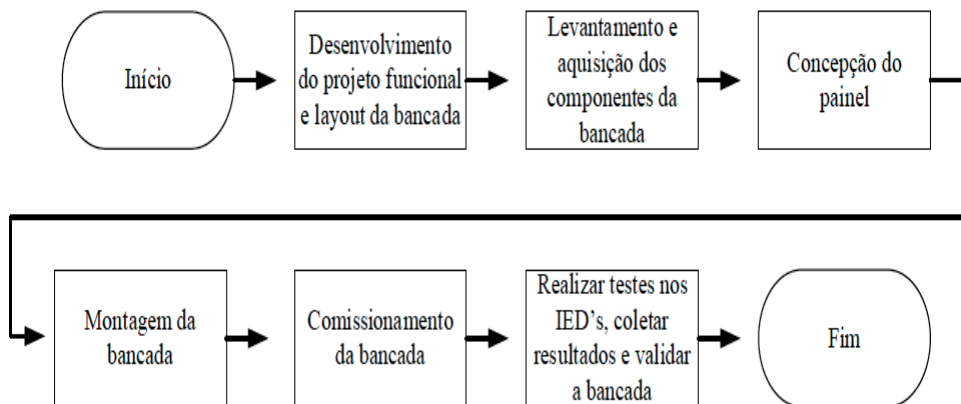 Início
Desenvolvimento
do projeto funcional
e layout da bancada
Levantamento e
aquisição dos
componentes da
bancada
Concepção do
painel
Montagem da
bancada
Comissionamento
da bancada
Realizar testes nos
IED's, coletar
resultados e validar
a bancada
Fim